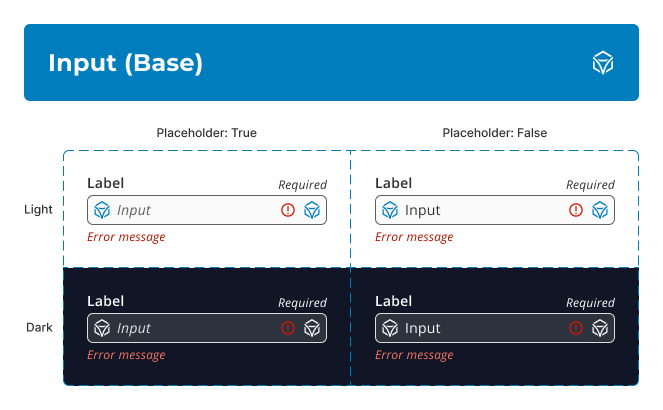 Input (Base)
Placeholder: True
Placeholder: False
Light
Label
Required
Input
Error message
Label
Required
Input
Error message
Dark
Label
Required
Input
Error message
Label
Required
Input
Error message